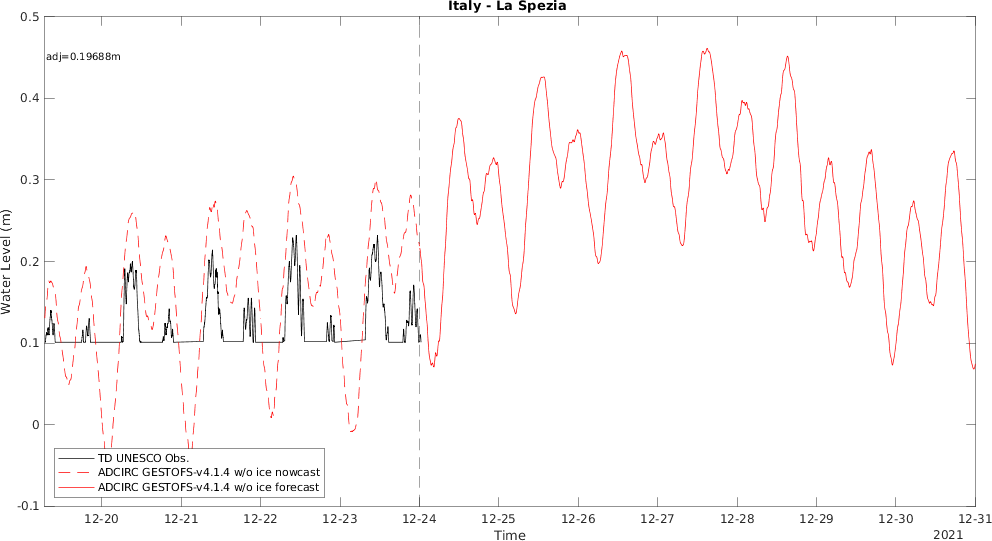 Italy - La Spezia
adj=0.19688m
Water Level (m)
0.5
0.4
0.3
0.2
0.1
0
-0.1
TD UNESCO Obs.
ADCIRC GESTOFS-v4.1.4 w/o ice nowcast
ADCIRC GESTOFS-v4.1.4 w/o ice forecast
12-20 12-21 12-22 12-23 12-24 12-25 12-26 12-27 12-28 12-29 12-30 12-31
Time
2021